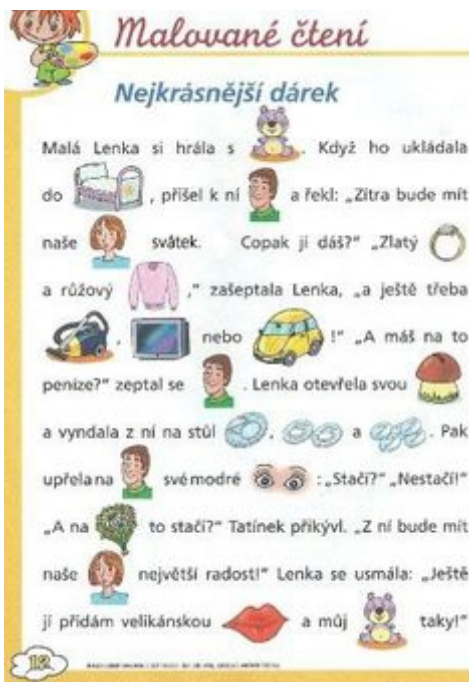 Malované čtení
Nejkrásnější dárek
Malá Lenka si hrála s . Když ho ukládala
do , přišel k ní a řekl: „Zítra bude mít
naše svátek. Copak jí dáš?" „Zlatý
a růžový ," zašeptala Lenka, „a ještě třeba
, nebo !" „A máš na to
peníze?" zeptal se . Lenka otevřela svou
a vyndala z ní na stůl , a . Pak
upřela na své modré : „Stačí?" „Nestačí!"
„A na to stačí?" Tatínek přikývl. „Z ní bude mít
naše největší radost!" Lenka se usmála: „Ještě
jí přidám velikánskou a můj taky!"
12